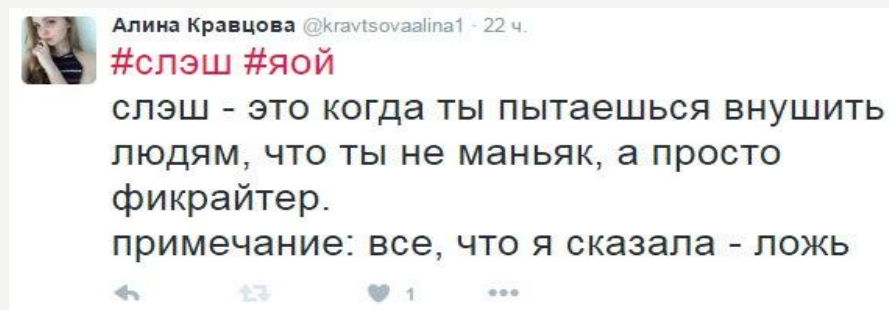 Алина Кравцова @kravtsovaalina1 · 22 ч.
#слэш #яой
слэш - это когда ты пытаешься внушить
людям, что ты не маньяк, а просто
фикрайтер.
примечание: все, что я сказала - ложь
1